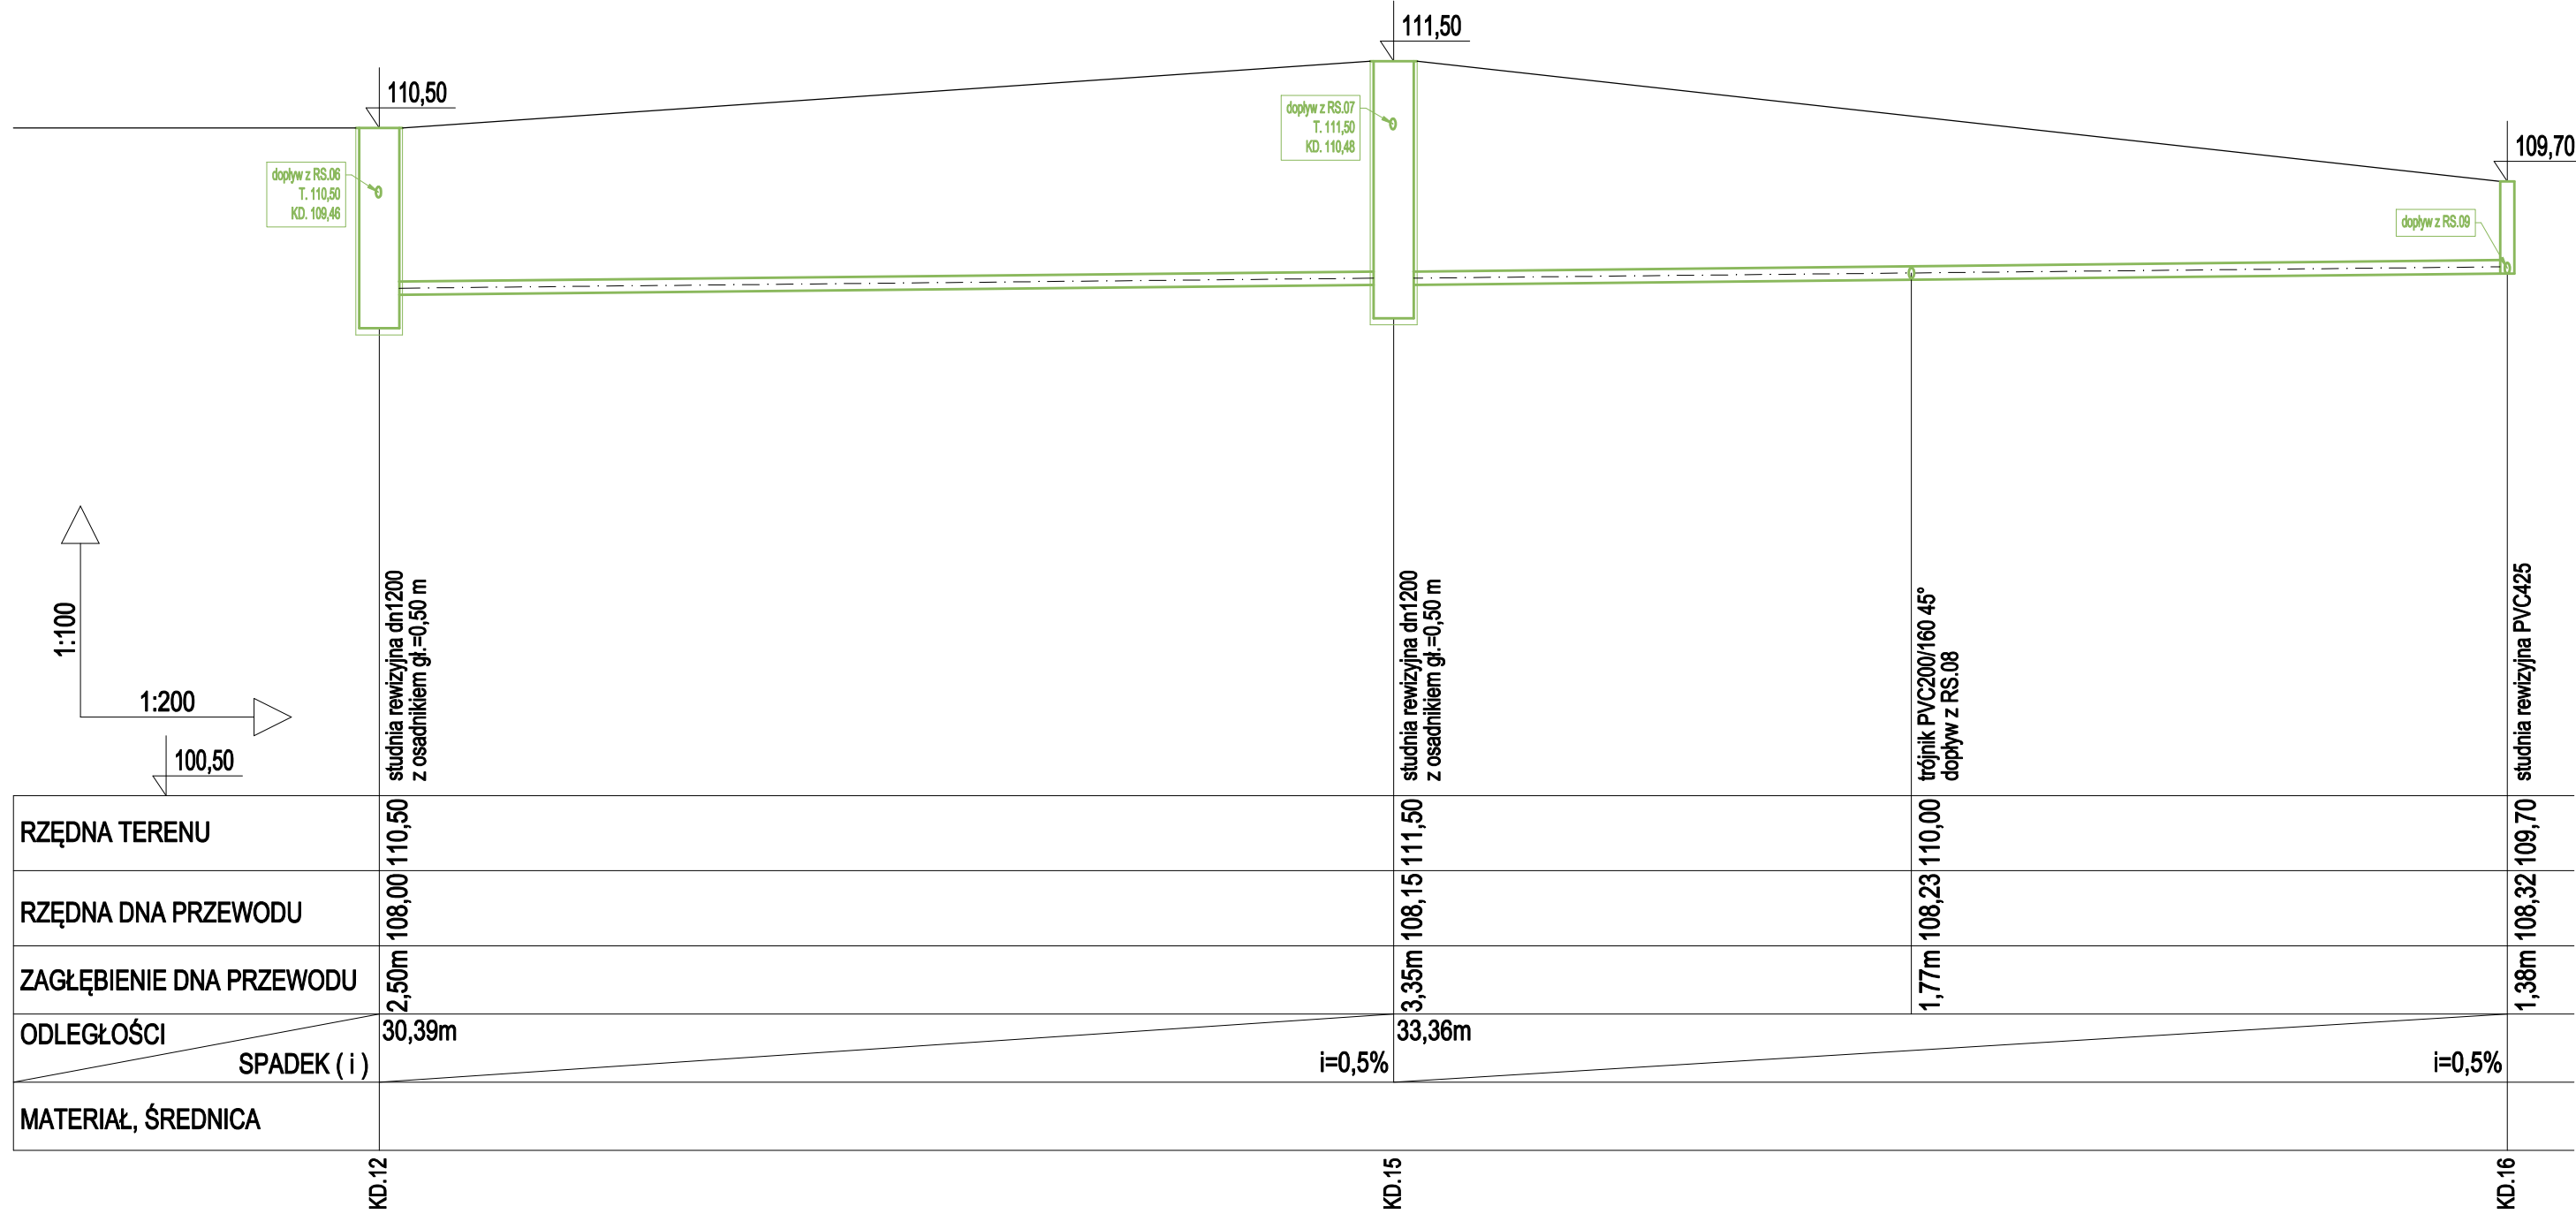 111,50
110,50
dopływ z RS.07
T. 111,50
KD. 110,48
109,70
dopływ z RS.06
T. 110,50
KD. 109,46
dopływ z RS.09
1:100
1:200
100,50
studnia rewizyjna dn1200
z osadnikiem gł.=0,50 m
studnia rewizyjna dn1200
z osadnikiem gł.=0,50 m
trójnik PVC200/160 45°
dopływ z RS.08
studnia rewizyjna PVC425
RZĘDNA TERENU
110,50
111,50
110,00
109,70
RZĘDNA DNA PRZEWODU
108,00
108,15
108,23
108,32
ZAGŁĘBIENIE DNA PRZEWODU
2,50m
3,35m
1,77m
1,38m
ODLEGŁOŚCI
30,39m
33,36m
SPADEK ( i )
i=0,5%
i=0,5%
MATERIAŁ, ŚREDNICA
KD.12
KD.15
KD.16